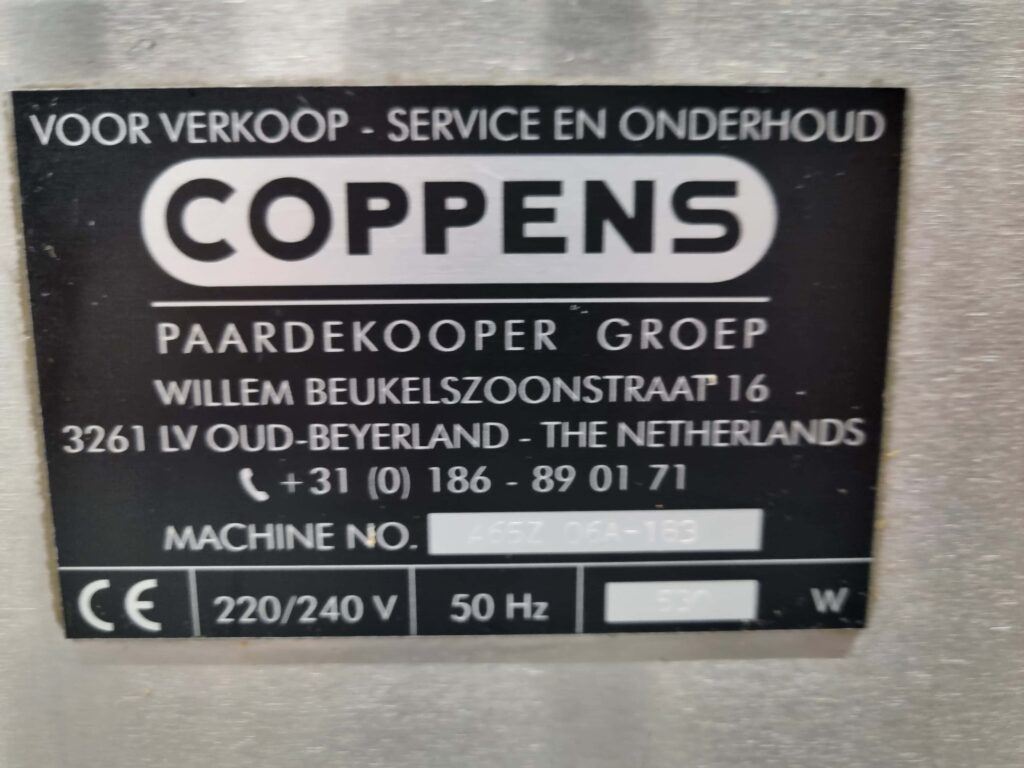 VOOR VERKOOP - SERVICE EN ONDERHOUD
COPPENS
PAARDEKOOPER GROEP
WILLEM BEUKELSZOONSTRAAT 16
3261 LV OUD-BEYERLAND - THE NETHERLANDS
+31 (0) 186 - 89 01 71
MACHINE NO.
CE 220/240 V 50 Hz W